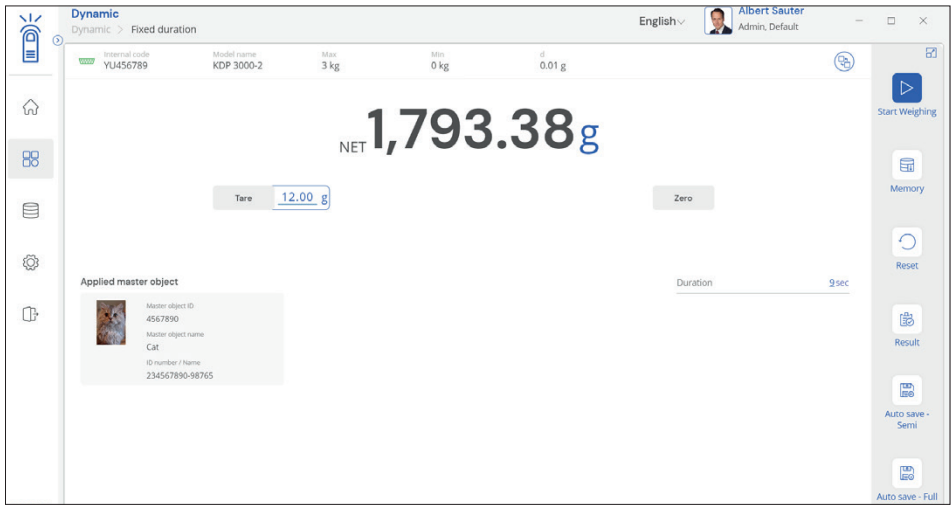 Dynamic
Dynamic > Fixed duration
English
Albert Sauter
Admin, Default
Internal code
YU456789
Model name
KDP 3000-2
Max
3 kg
Min
0 kg
d
0.01 g
NET 1,793.38 g
Tare 12.00 g
Zero
Applied master object
Master object ID
4567890
Master object name
Cat
ID number / Name
234567890-98765
Duration 9 sec
Start Weighing
Memory
Reset
Result
Auto save -
Semi
Auto save - Full